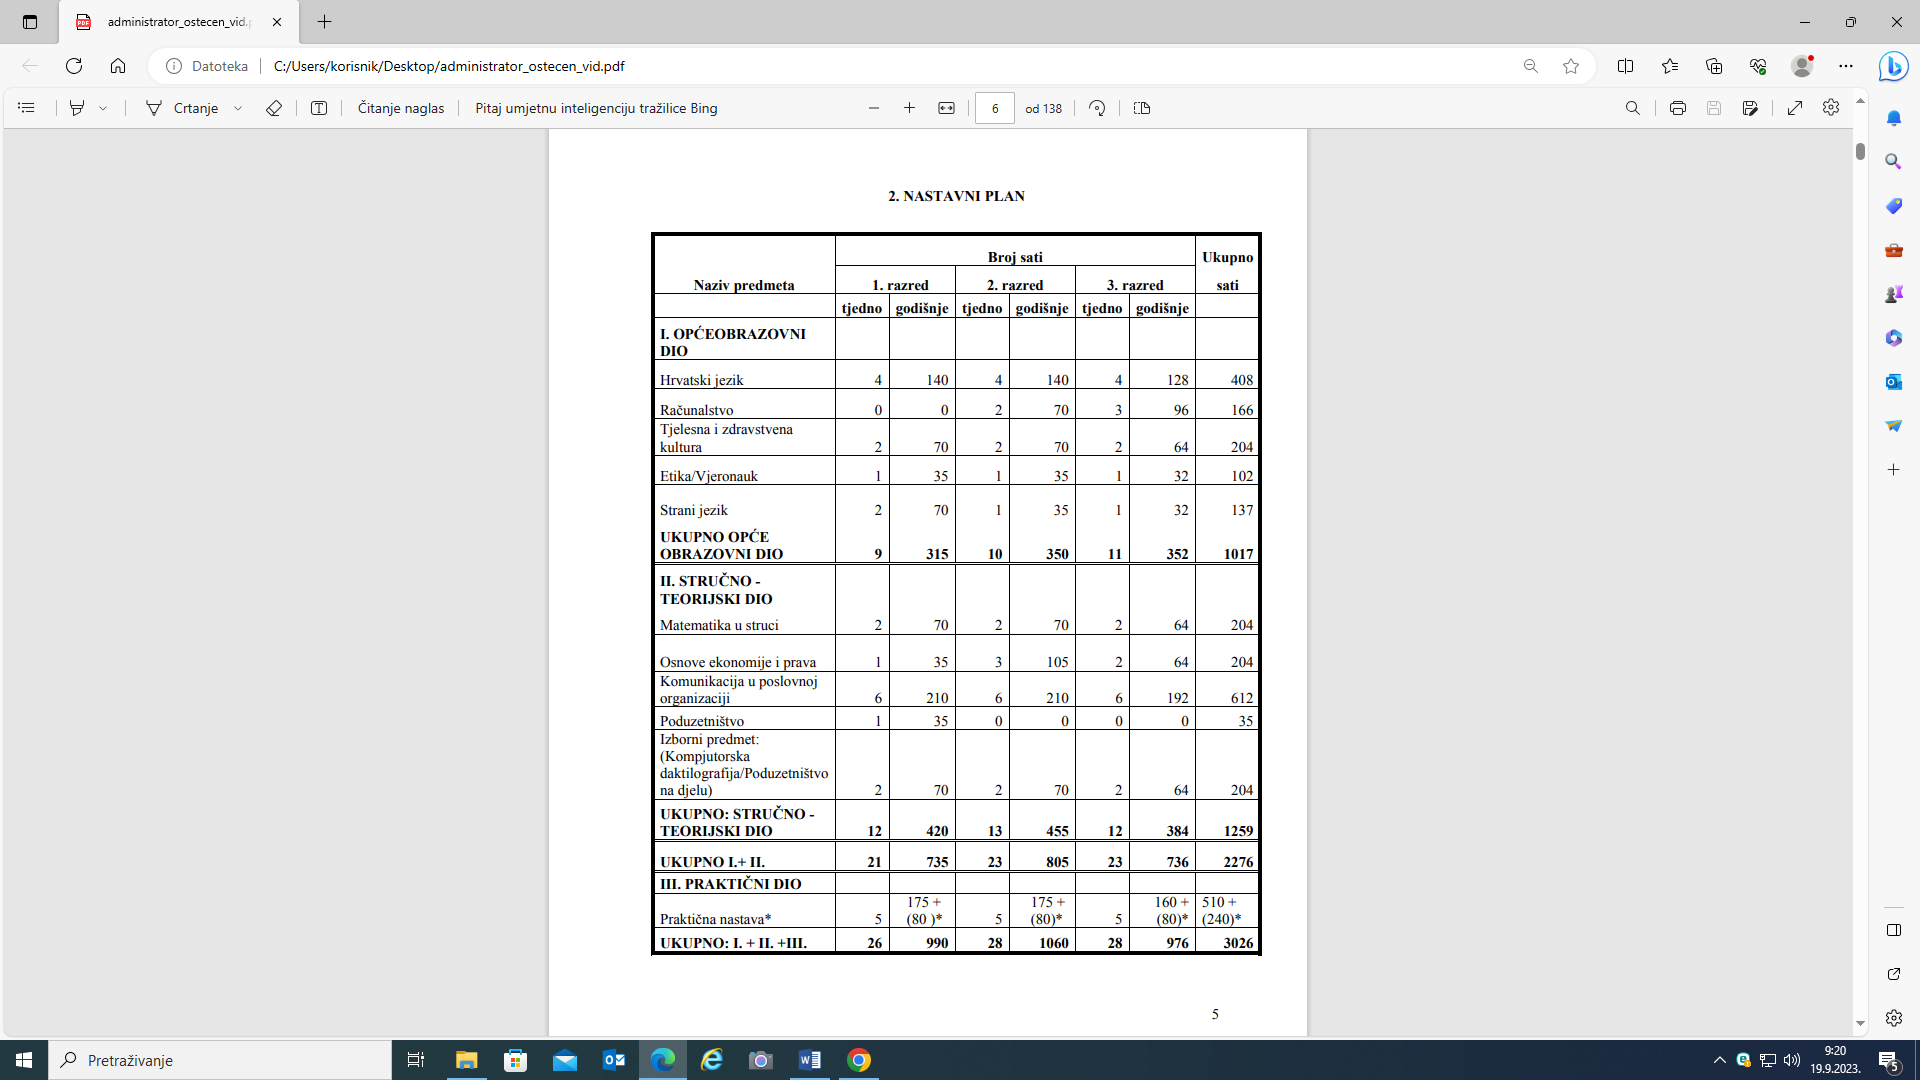 administrator_ostecen_vid.p
Datoteka
C:/Users/korisnik/Desktop/administrator_ostecen_vid.pdf
Crtanje
Čitanje naglas
Pitaj umjetnu inteligenciju tražilice Bing
6
od 138
2. NASTAVNI PLAN
Broj sati Ukupno
Naziv predmeta 1. razred 2. razred 3. razred sati
tjedno godišnje tjedno godišnje tjedno godišnje
I. OPĆEOBRAZOVNI
DIO
Hrvatski jezik 4 140 4 140 4 128 408
Računalstvo 0 0 2 70 3 96 166
Tjelesna i zdravstvena
kultura 2 70 2 70 2 64 204
Etika/Vjeronauk 1 35 1 35 1 32 102
Strani jezik 2 70 1 35 1 32 137
UKUPNO OPĆE
OBRAZOVNI DIO 9 315 10 350 11 352 1017
II. STRUČNO -
TEORIJSKI DIO
Matematika u struci 2 70 2 70 2 64 204
Osnove ekonomije i prava 1 35 3 105 2 64 204
Komunikacija u poslovnoj
organizaciji 6 210 6 210 6 192 612
Poduzetništvo 1 35 0 0 0 0 35
Izborni predmet:
(Kompjutorska
daktilografija/Poduzetništvo
na djelu) 2 70 2 70 2 64 204
UKUPNO: STRUČNO -
TEORIJSKI DIO 12 420 13 455 12 384 1259
UKUPNO I.+ II. 21 735 23 805 23 736 2276
III. PRAKTIČNI DIO
175 + 175 + 160 + 510 +
Praktična nastava* 5 (80 )* 5 (80)* 5 (80)* (240)*
UKUPNO: I. + II. +III. 26 990 28 1060 28 976 3026
5
Pretraživanje
9:20
19.9.2023.
5